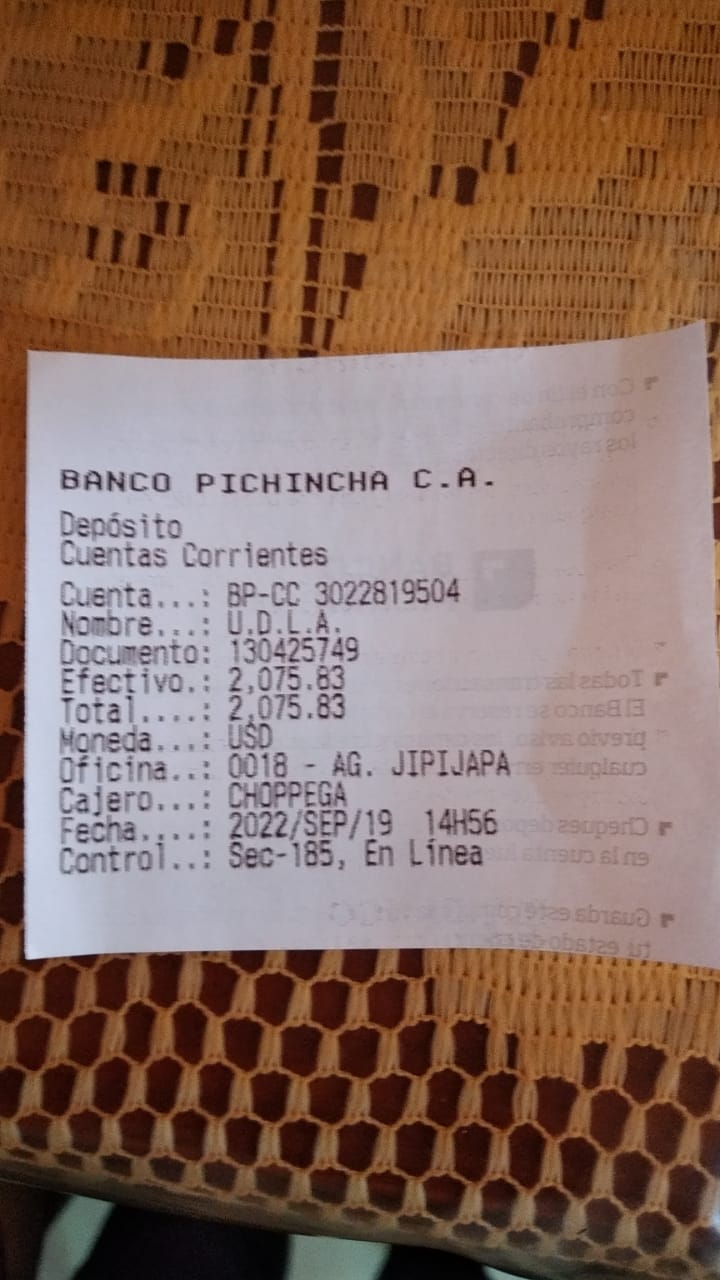 BANCO PICHINCHA C.A.
Depósito
Cuentas Corrientes
Cuenta...: BP-CC 3022819504
Nombre...: U.D.L.A.
Documento: 130425749
Efectivo.: 2,075.83
Total....: 2,075.83
Moneda...: USD
Oficina..: 0018 - AG. JIPIJAPA
Cajero...: CHOPPEGA
Fecha....: 2022/SEP/19 14H56
Control..: Sec-185, En Línea